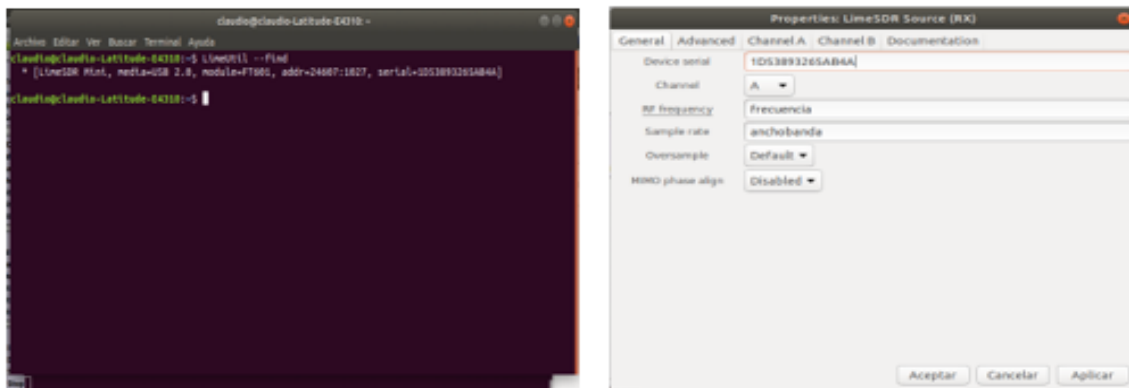 claudio@claudio-Latitude-E4310: ~
Archivo Editar Ver Buscar Terminal Ayuda
claudio@claudio-Latitude-E4310:~$ LimeUtil --find
* [LimeSDR Mini, media=USB 2.0, module=FT601, addr=24607:1027, serial=1D53893265AB4A]
claudio@claudio-Latitude-E4310:~$
Properties: LimeSDR Source (RX)
General Advanced Channel A Channel B Documentation
Device serial 1D53893265AB4A
Channel A
RF frequency frecuencia
Sample rate anchobanda
Oversample Default
MIMO phase align Disabled
Aceptar Cancelar Aplicar